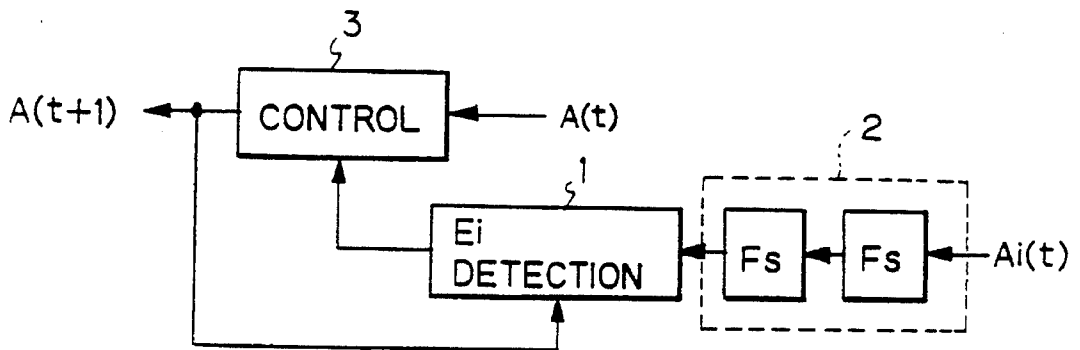 3
A(t+1)
CONTROL
A(t)
1
2
Ei
DETECTION
Fs
Fs
Ai(t)